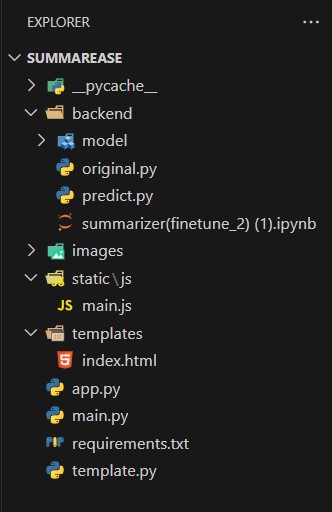 EXPLORER ...
SUMMAREASE
__pycache__
backend
model
original.py
predict.py
summarizer(finetune_2) (1).ipynb
images
static\js
JS main.js
templates
index.html
app.py
main.py
requirements.txt
template.py